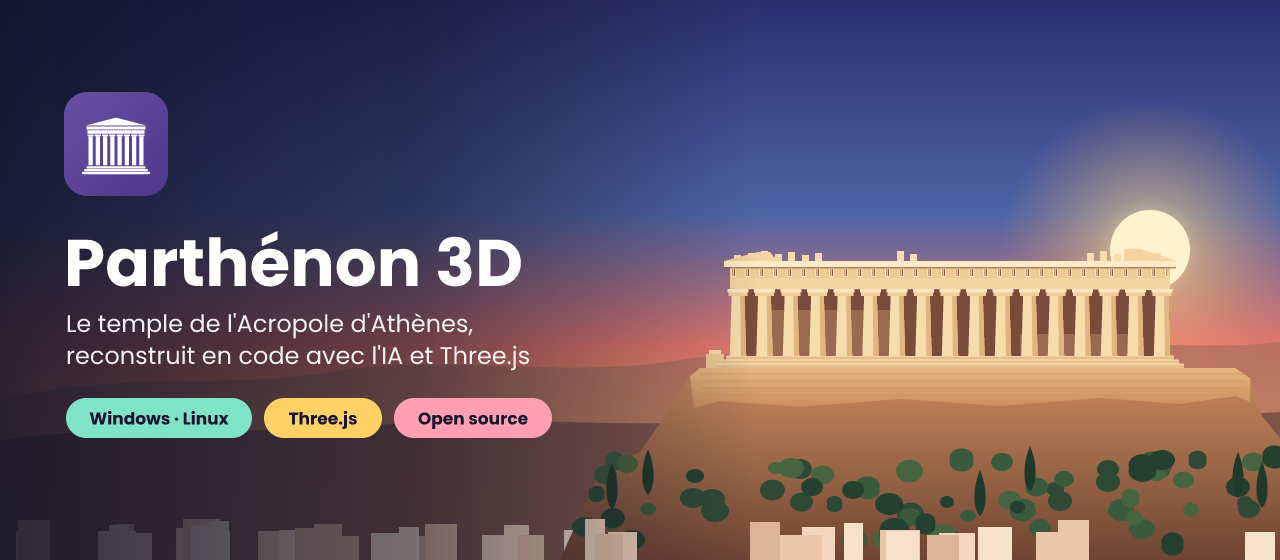 Parthénon 3D
Le temple de l'Acropole d'Athènes,
reconstruit en code avec l'IA et Three.js
Windows · Linux
Three.js
Open source